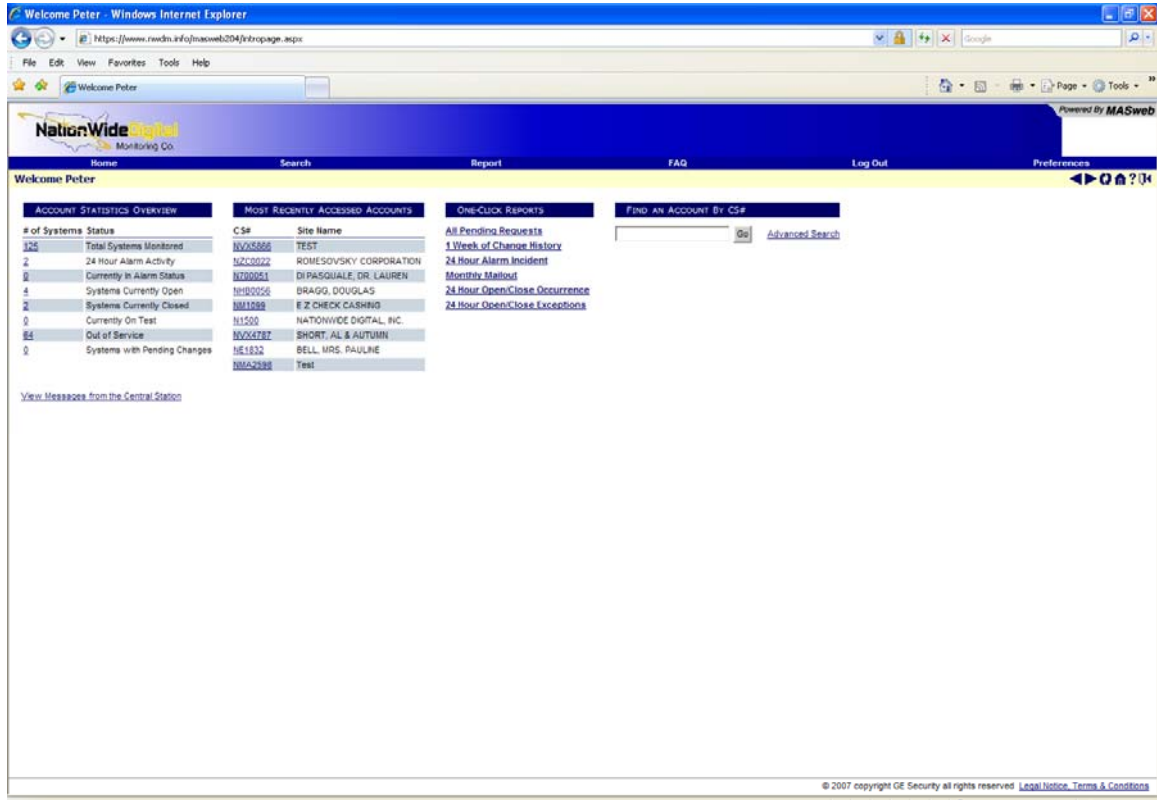 Welcome Peter - Windows Internet Explorer
https://www.nwdm.info/masweb204/intropage.aspx
Google
File Edit View Favorites Tools Help
Welcome Peter
Page Tools
NationWide Digital
Monitoring Co.
Powered By MASweb
Home Search Report FAQ Log Out Preferences
Welcome Peter
ACCOUNT STATISTICS OVERVIEW
# of Systems Status
125 Total Systems Monitored
2 24 Hour Alarm Activity
0 Currently In Alarm Status
4 Systems Currently Open
2 Systems Currently Closed
0 Currently On Test
64 Out of Service
0 Systems with Pending Changes
View Messages from the Central Station
MOST RECENTLY ACCESSED ACCOUNTS
CS# Site Name
NVX5866 TEST
NZC0022 ROMESOVSKY CORPORATION
N700051 DI PASQUALE, DR. LAUREN
NHB0056 BRAGG, DOUGLAS
NM1099 E Z CHECK CASHING
N1500 NATIONWIDE DIGITAL, INC.
NVX4787 SHORT, AL & AUTUMN
NE1832 BELL, MRS. PAULINE
NMA2598 Test
ONE-CLICK REPORTS
All Pending Requests
1 Week of Change History
24 Hour Alarm Incident
Monthly Mailout
24 Hour Open/Close Occurrence
24 Hour Open/Close Exceptions
FIND AN ACCOUNT BY CS#
Go Advanced Search
© 2007 copyright GE Security all rights reserved Legal Notice, Terms & Conditions